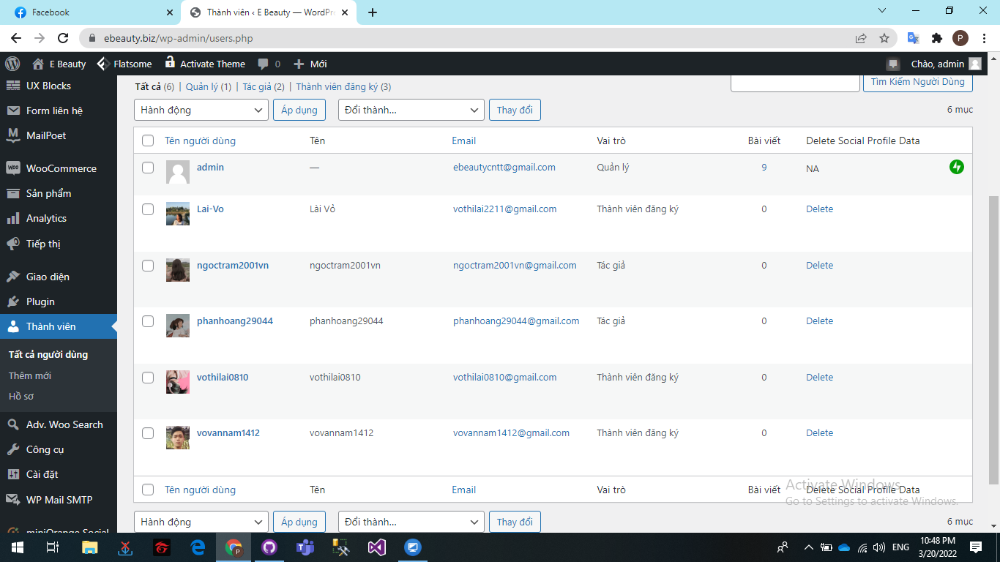 Facebook
Thành viên ‹ E Beauty — WordPre
ebeauty.biz/wp-admin/users.php
P
E Beauty
Flatsome
Activate Theme
0
Mới
Chào, admin
UX Blocks
Form liên hệ
MailPoet
WooCommerce
Sản phẩm
Analytics
Tiếp thị
Giao diện
Plugin
Thành viên
Tất cả người dùng
Thêm mới
Hồ sơ
Adv. Woo Search
Công cụ
Cài đặt
WP Mail SMTP
miniOrange Social
Tất cả (6) | Quản lý (1) | Tác giả (2) | Thành viên đăng ký (3)
Tìm Kiếm Người Dùng
Hành động
Áp dụng
Đổi thành...
Thay đổi
6 mục
Tên người dùng Tên Email Vai trò Bài viết Delete Social Profile Data
admin — ebeautycntt@gmail.com Quản lý 9 NA
Lai-Vo Lài Vỏ vothilai2211@gmail.com Thành viên đăng ký 0 Delete
ngoctram2001vn ngoctram2001vn ngoctram2001vn@gmail.com Tác giả 0 Delete
phanhoang29044 phanhoang29044 phanhoang29044@gmail.com Tác giả 0 Delete
vothilai0810 vothilai0810 vothilai0810@gmail.com Thành viên đăng ký 0 Delete
vovannam1412 vovannam1412 vovannam1412@gmail.com Thành viên đăng ký 0 Delete
Tên người dùng Tên Email Vai trò Bài viết Delete Social Profile Data
Activate Windows
Go to Settings to activate Windows.
Hành động
Áp dụng
Đổi thành...
Thay đổi
6 mục
ENG
10:48 PM
3/20/2022